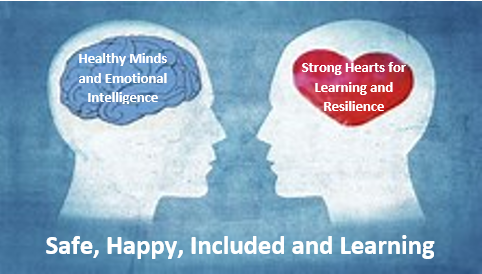 Healthy Minds
and Emotional
Intelligence
Strong Hearts for
Learning and
Resilience
Safe, Happy, Included and Learning